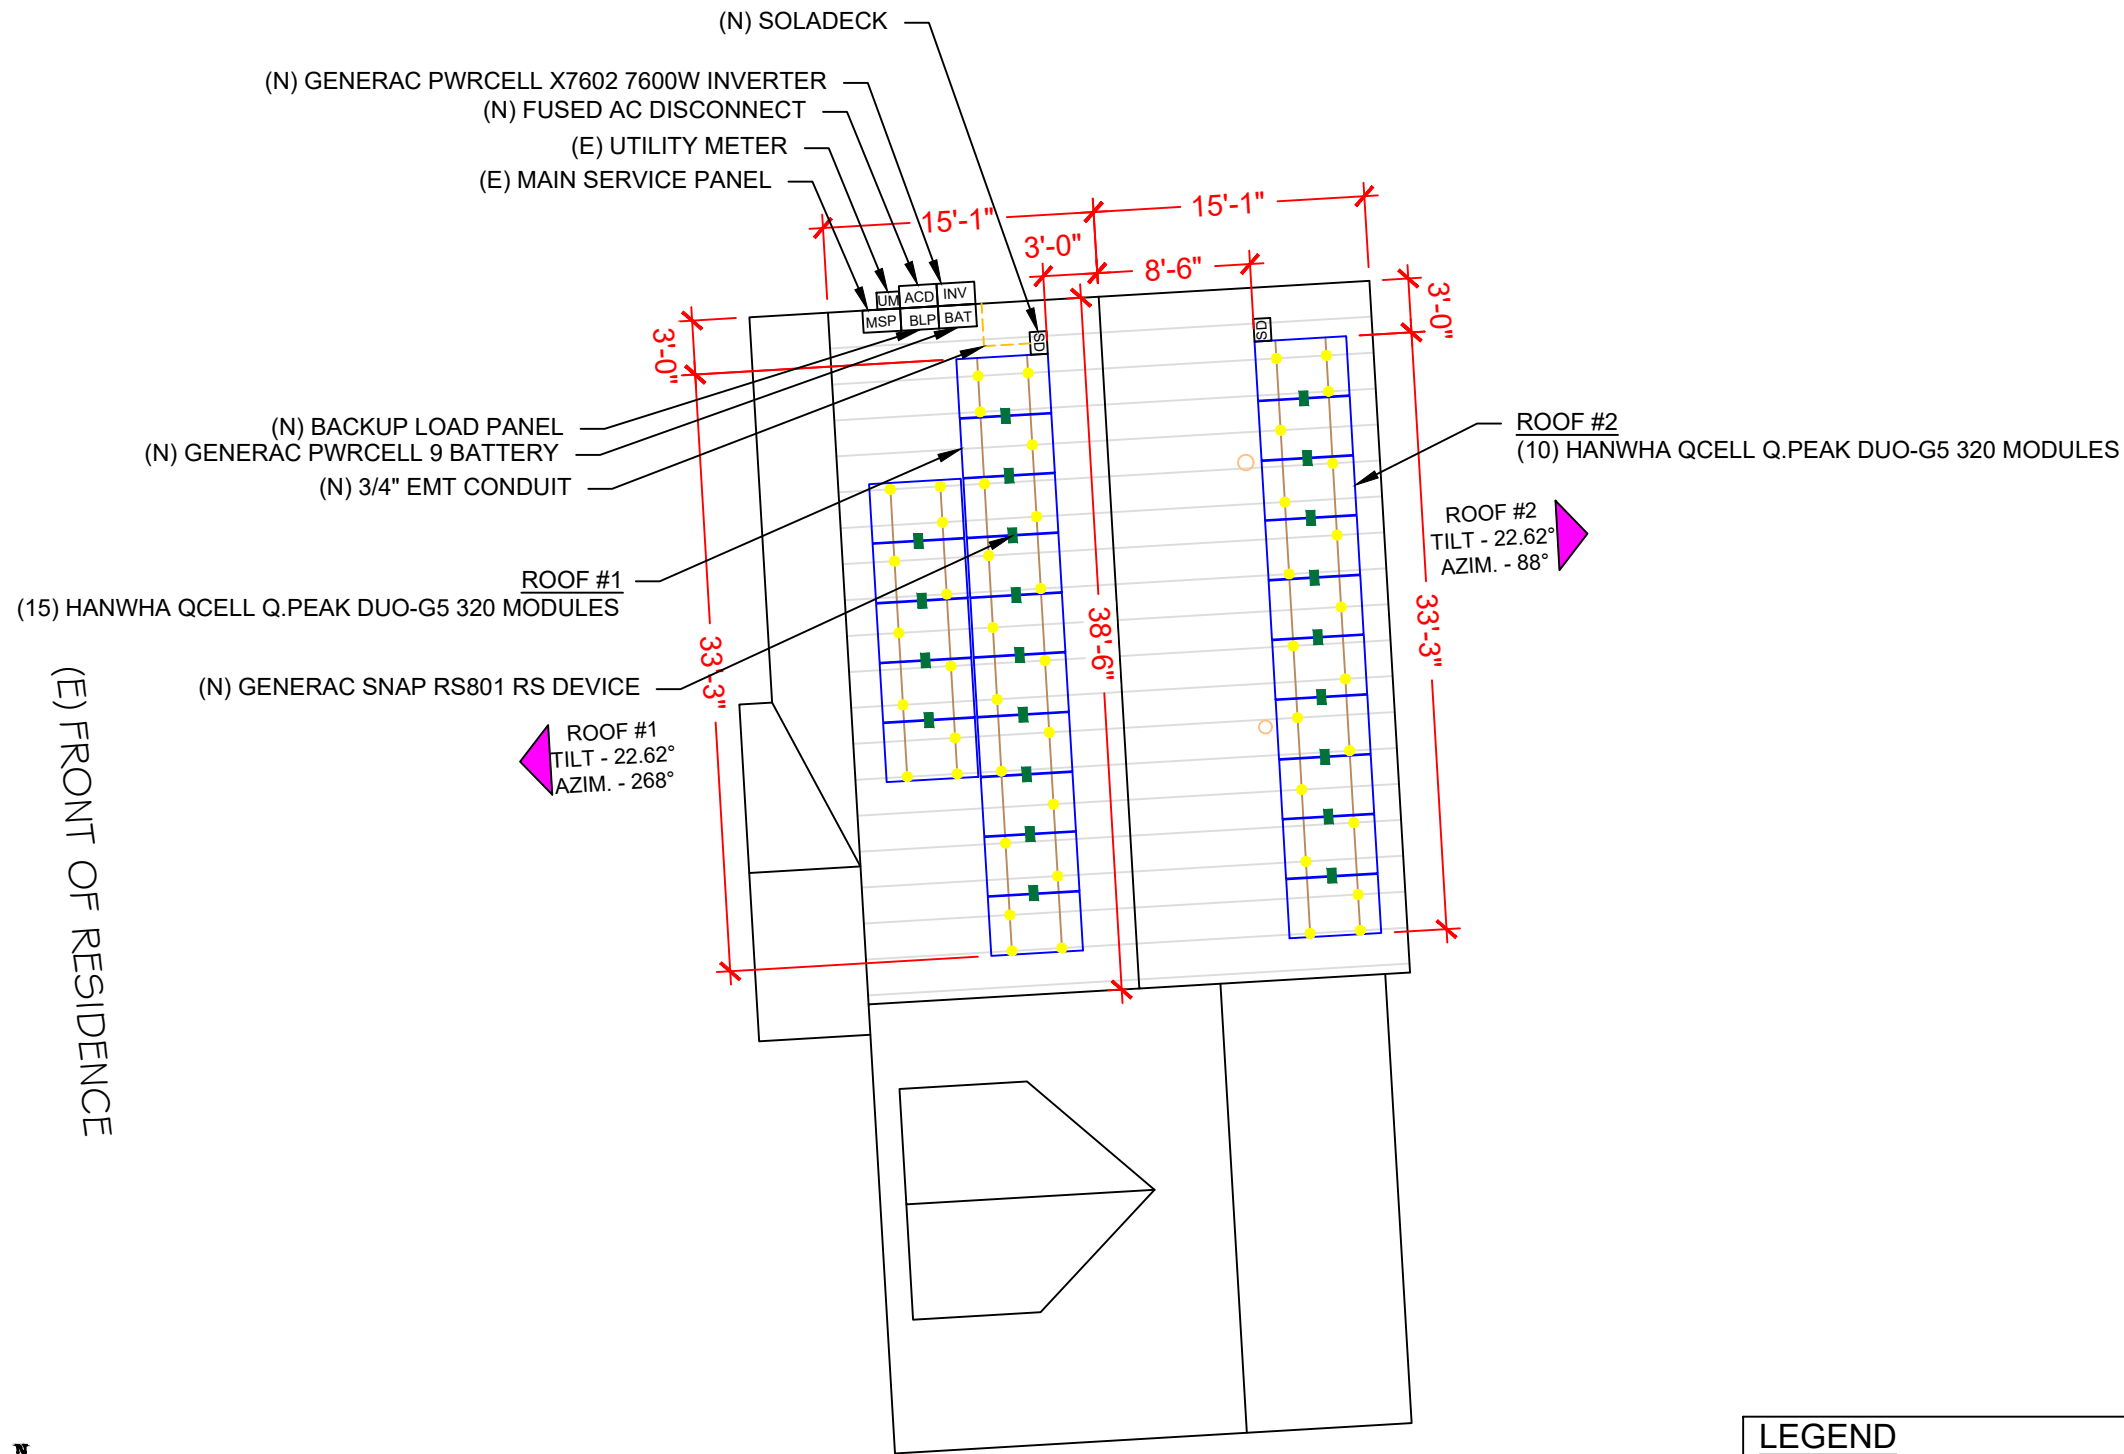 (N) SOLADECK
(N) GENERAC PWRCELL X7602 7600W INVERTER
(N) FUSED AC DISCONNECT
(E) UTILITY METER
(E) MAIN SERVICE PANEL
15'-1"
15'-1"
3'-0"
8'-6"
3'-0"
UM
ACD
INV
MSP
BLP
BAT
SD
SD
3'-0"
(N) BACKUP LOAD PANEL
(N) GENERAC PWRCELL 9 BATTERY
(N) 3/4" EMT CONDUIT
ROOF #2
(10) HANWHA QCELL Q.PEAK DUO-G5 320 MODULES
ROOF #2
TILT - 22.62°
AZIM. - 88°
ROOF #1
(15) HANWHA QCELL Q.PEAK DUO-G5 320 MODULES
33'-3"
38'-6"
33'-3"
(N) GENERAC SNAP RS801 RS DEVICE
ROOF #1
TILT - 22.62°
AZIM. - 268°
(E) FRONT OF RESIDENCE
N
LEGEND